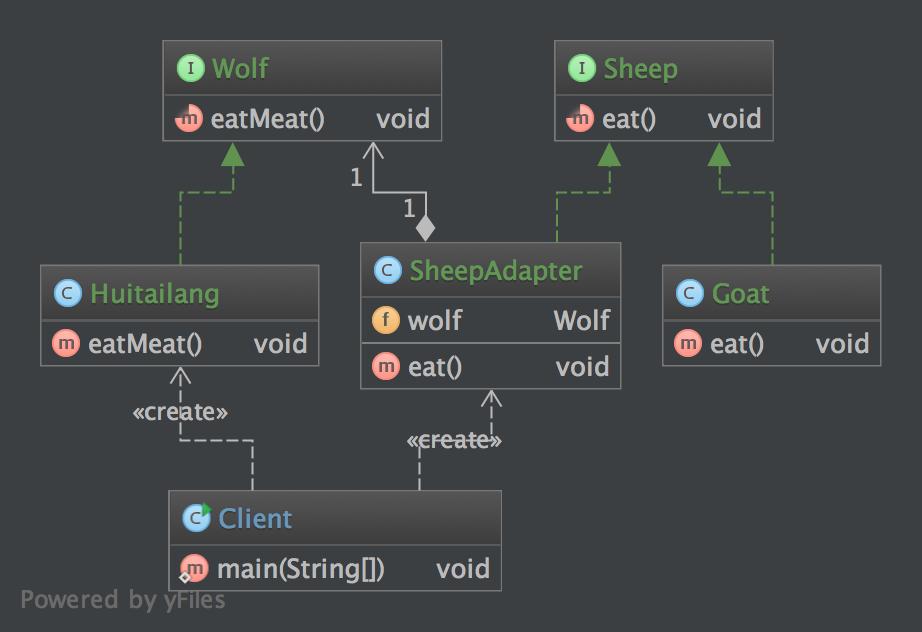 I Wolf
m eatMeat() void
I Sheep
m eat() void
1
1
C Huitailang
m eatMeat() void
C SheepAdapter
f wolf Wolf
m eat() void
C Goat
m eat() void
«create»
«create»
C Client
m main(String[]) void
Powered by yFiles